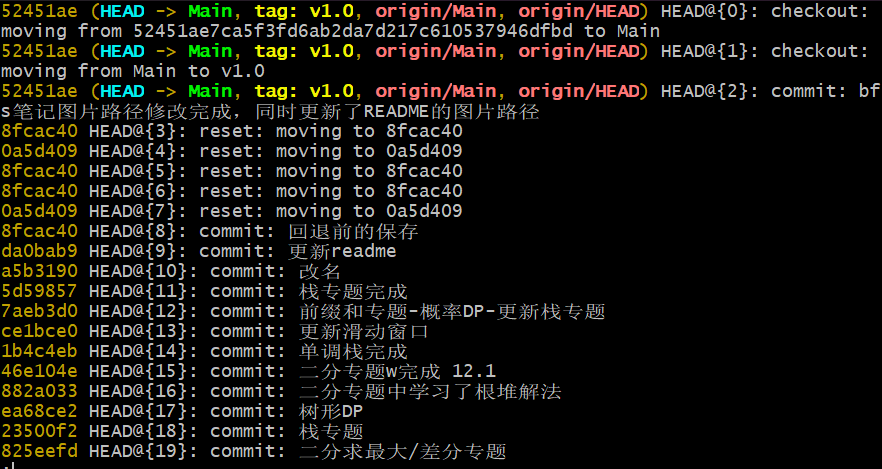 52451ae (HEAD -> Main, tag: v1.0, origin/Main, origin/HEAD) HEAD@{0}: checkout:
moving from 52451ae7ca5f3fd6ab2da7d217c610537946dfbd to Main
52451ae (HEAD -> Main, tag: v1.0, origin/Main, origin/HEAD) HEAD@{1}: checkout:
moving from Main to v1.0
52451ae (HEAD -> Main, tag: v1.0, origin/Main, origin/HEAD) HEAD@{2}: commit: bf
s笔记图片路径修改完成，同时更新了README的图片路径
8fcac40 HEAD@{3}: reset: moving to 8fcac40
0a5d409 HEAD@{4}: reset: moving to 0a5d409
8fcac40 HEAD@{5}: reset: moving to 8fcac40
8fcac40 HEAD@{6}: reset: moving to 8fcac40
0a5d409 HEAD@{7}: reset: moving to 0a5d409
8fcac40 HEAD@{8}: commit: 回退前的保存
da0bab9 HEAD@{9}: commit: 更新readme
a5b3190 HEAD@{10}: commit: 改名
5d59857 HEAD@{11}: commit: 栈专题完成
7aeb3d0 HEAD@{12}: commit: 前缀和专题-概率DP-更新栈专题
ce1bce0 HEAD@{13}: commit: 更新滑动窗口
1b4c4eb HEAD@{14}: commit: 单调栈完成
46e104e HEAD@{15}: commit: 二分专题w完成 12.1
882a033 HEAD@{16}: commit: 二分专题中学习了根堆解法
ea68ce2 HEAD@{17}: commit: 树形DP
23500f2 HEAD@{18}: commit: 栈专题
825eefd HEAD@{19}: commit: 二分求最大/差分专题
: